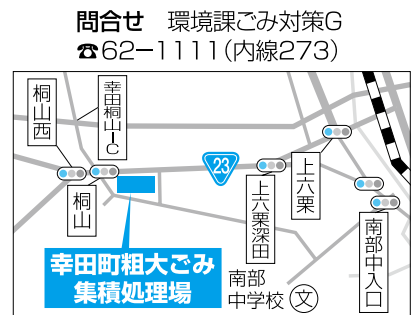 問合せ　環境課ごみ対策G
☎62－1111（内線273）
桐山西
幸田桐山IC
桐山
23
上六栗深田
上六栗
南部中入口
幸田町粗大ごみ
集積処理場
南部
中学校
文